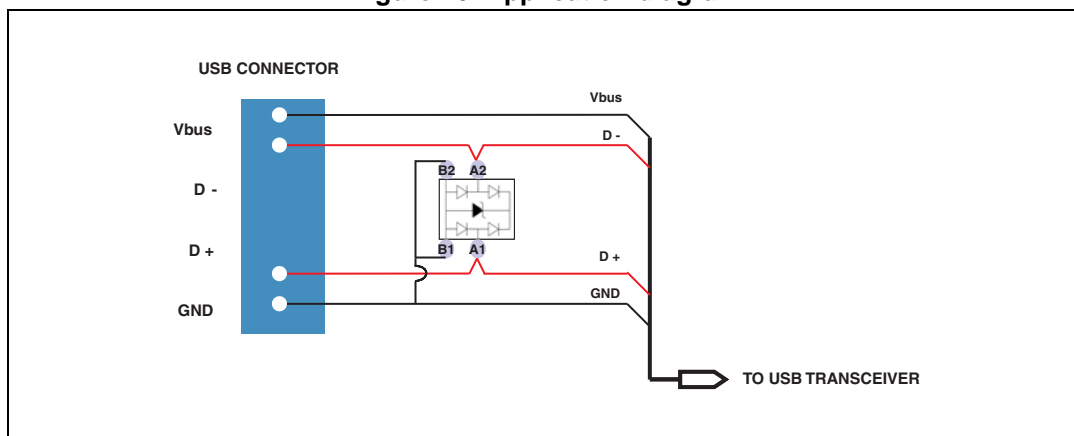 USB CONNECTOR
Vbus
Vbus
D -
D -
B2 A2
D +
B1 A1
D +
GND
GND
TO USB TRANSCEIVER